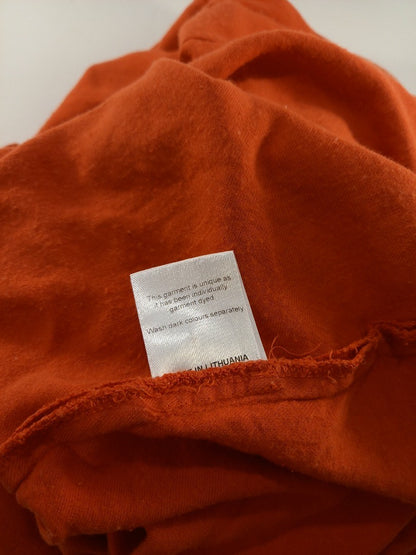 This garment is unique as
it has been individually
garment dyed.
Wash dark colours separately
IN LITHUANIA